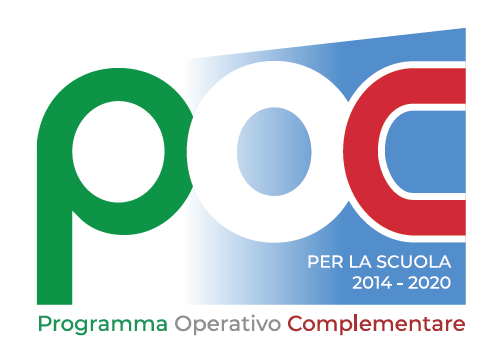 poc
PER LA SCUOLA
2014 - 2020
Programma Operativo Complementare